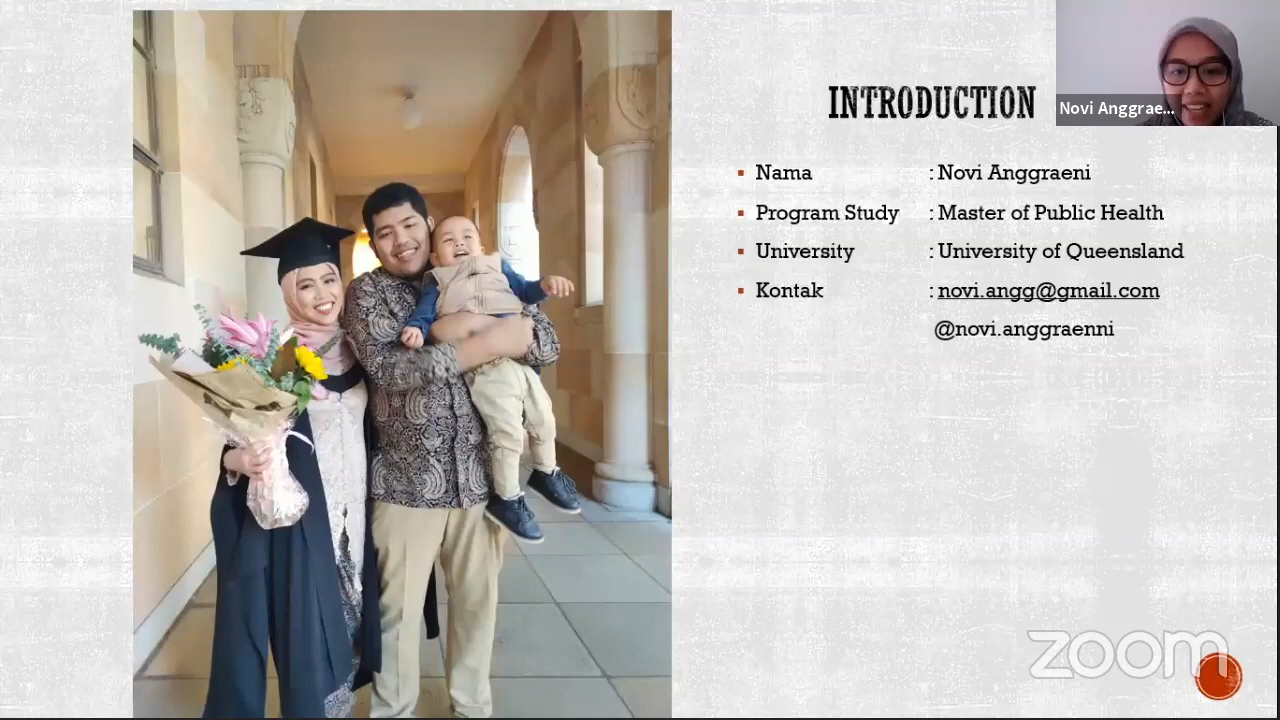 INTRODUCTION
Novi Anggrae...
Nama : Novi Anggraeni
Program Study : Master of Public Health
University : University of Queensland
Kontak : novi.angg@gmail.com
@novi.anggraenni
zoom